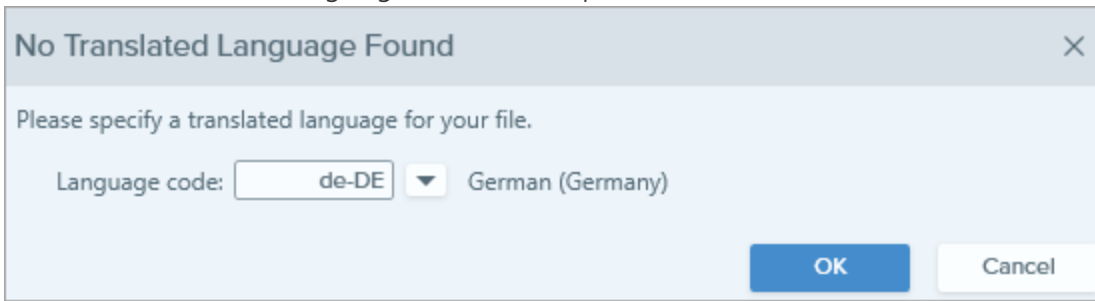 No Translated Language Found
Please specify a translated language for your file.
Language code: de-DE German (Germany)
OK Cancel